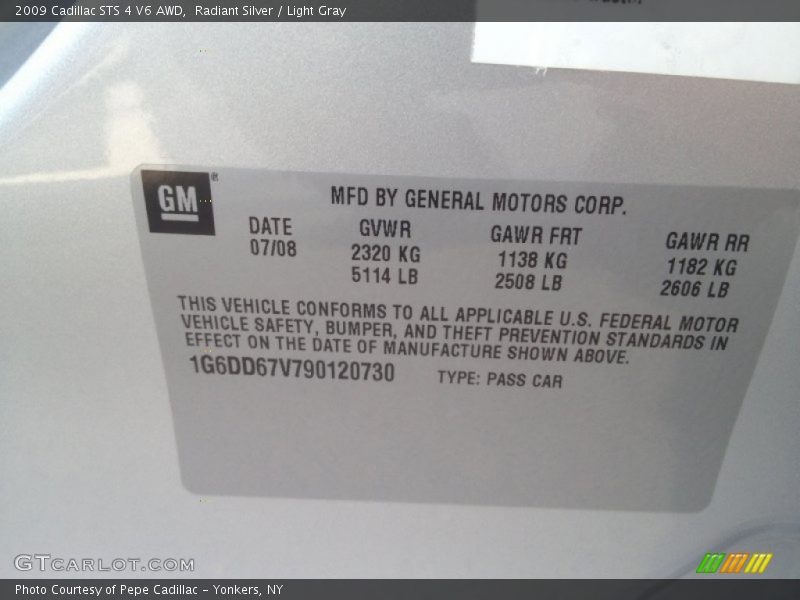 2009 Cadillac STS 4 V6 AWD, Radiant Silver / Light Gray
GM®
MFD BY GENERAL MOTORS CORP.
DATE GVWR GAWR FRT GAWR RR
07/08 2320 KG 1138 KG 1182 KG
5114 LB 2508 LB 2606 LB
THIS VEHICLE CONFORMS TO ALL APPLICABLE U.S. FEDERAL MOTOR
VEHICLE SAFETY, BUMPER, AND THEFT PREVENTION STANDARDS IN
EFFECT ON THE DATE OF MANUFACTURE SHOWN ABOVE.
1G6DD67V790120730 TYPE: PASS CAR
GTCARLOT.COM
Photo Courtesy of Pepe Cadillac - Yonkers, NY